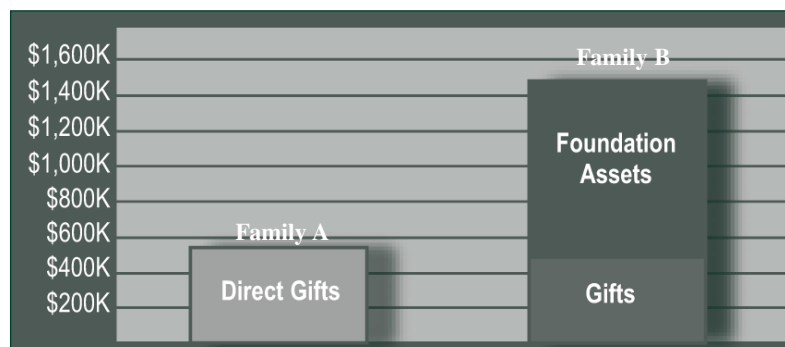 $1,600K
$1,400K
$1,200K
$1,000K
$800K
$600K
$400K
$200K
Family A
Direct Gifts
Family B
Foundation
Assets
Gifts